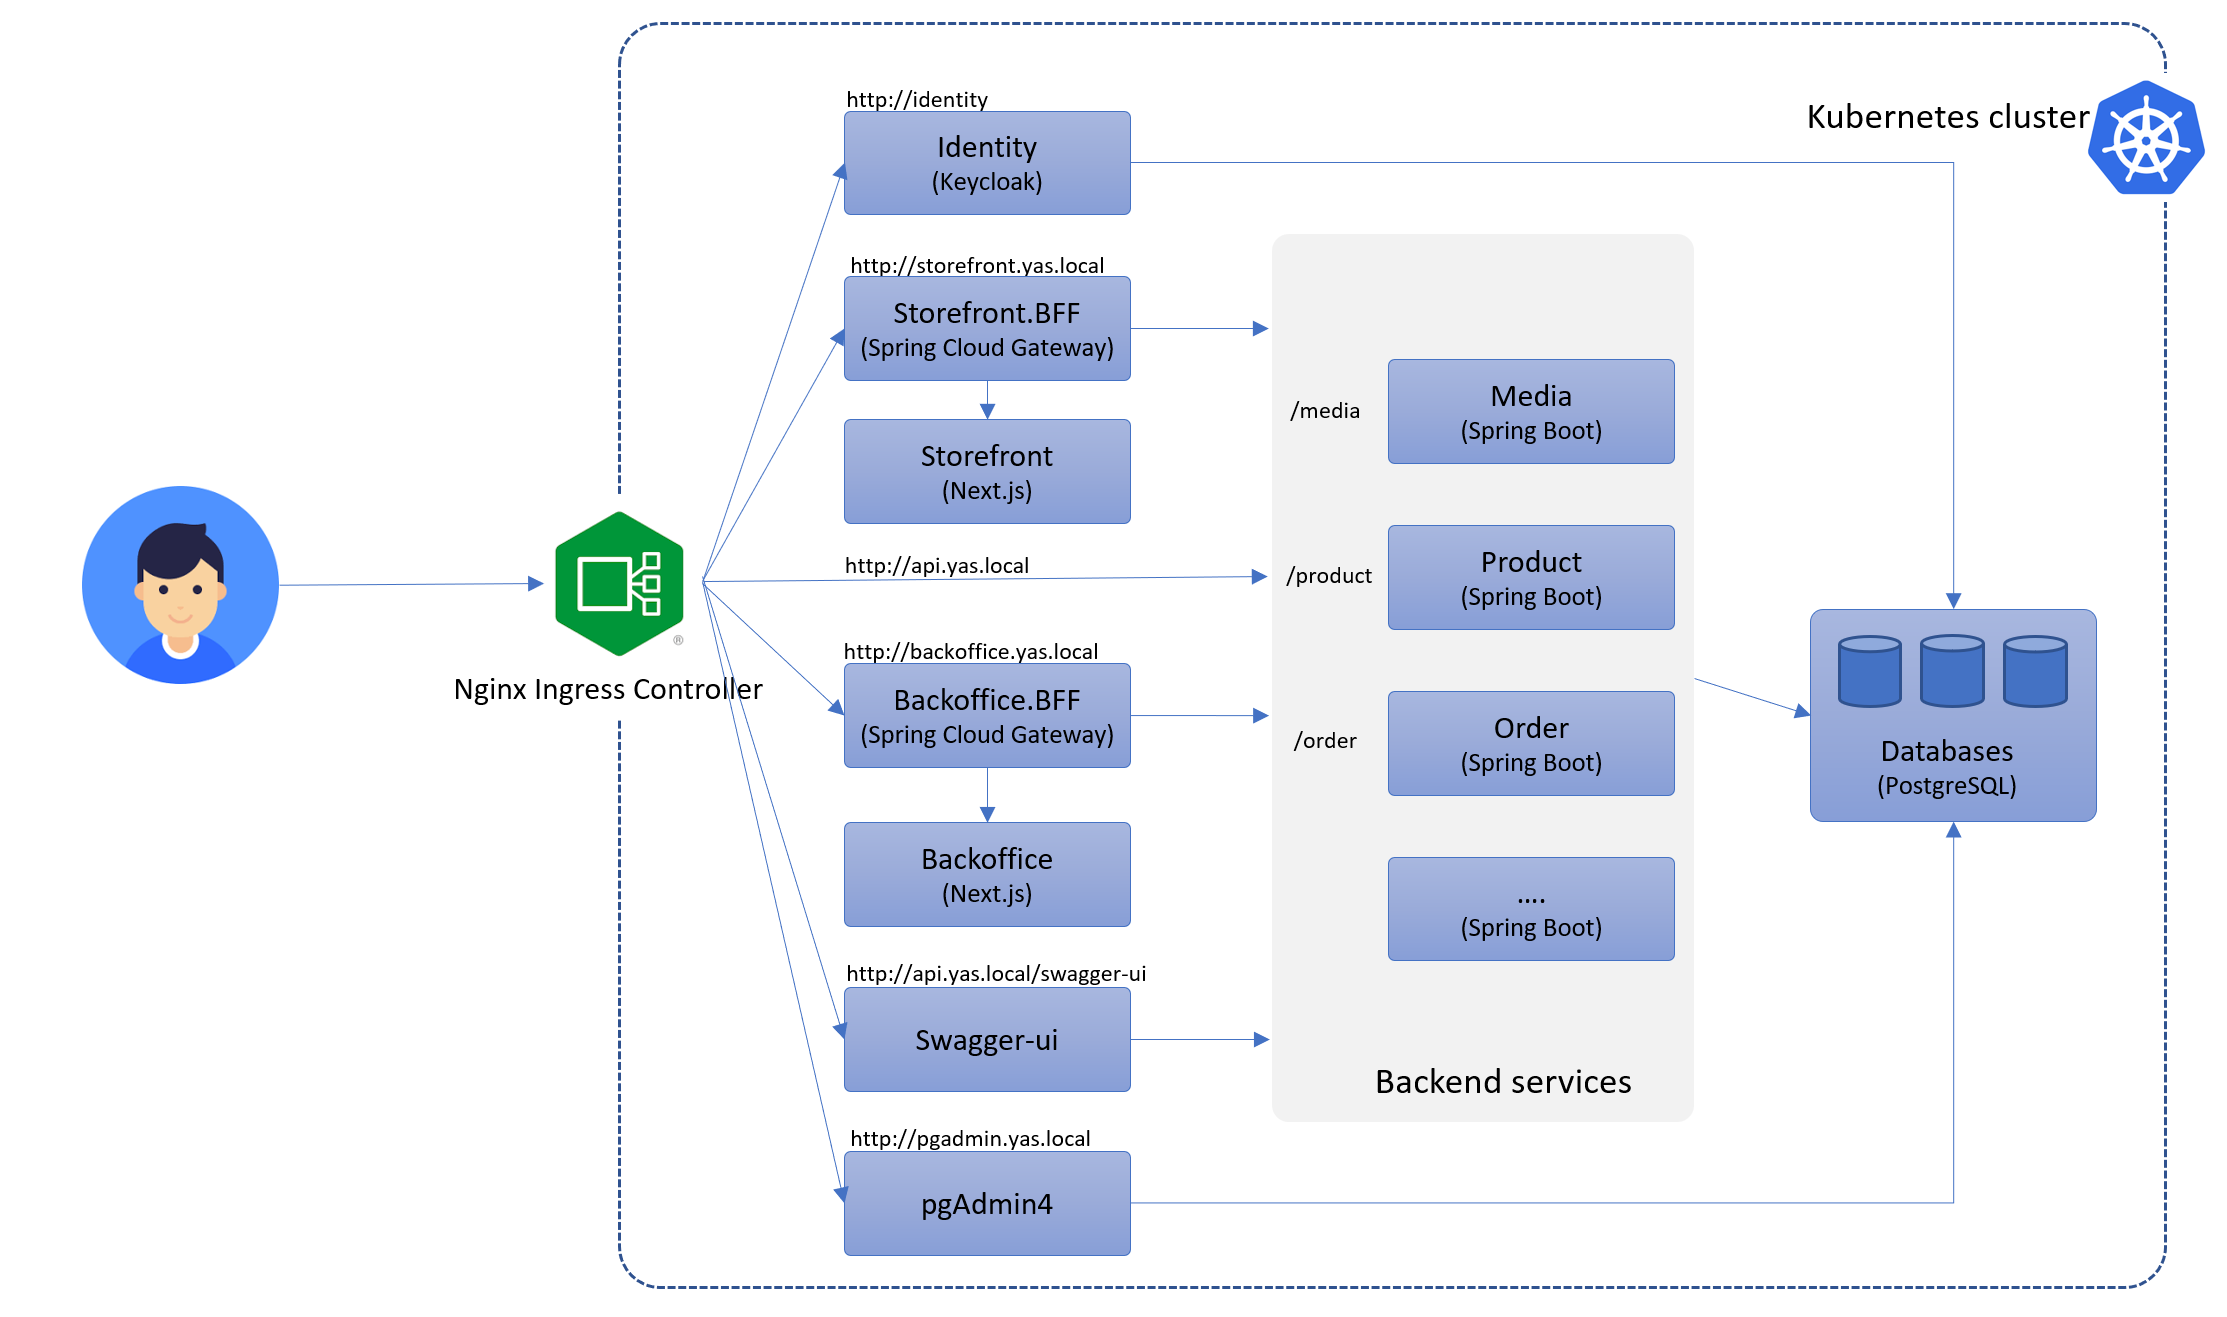 Kubernetes cluster
http://identity
Identity
(Keycloak)
http://storefront.yas.local
Storefront.BFF
(Spring Cloud Gateway)
Storefront
(Next.js)
http://api.yas.local
http://backoffice.yas.local
Backoffice.BFF
(Spring Cloud Gateway)
Backoffice
(Next.js)
http://api.yas.local/swagger-ui
Swagger-ui
http://pgadmin.yas.local
pgAdmin4
®
Nginx Ingress Controller
/media
Media
(Spring Boot)
/product
Product
(Spring Boot)
/order
Order
(Spring Boot)
....
(Spring Boot)
Backend services
Databases
(PostgreSQL)